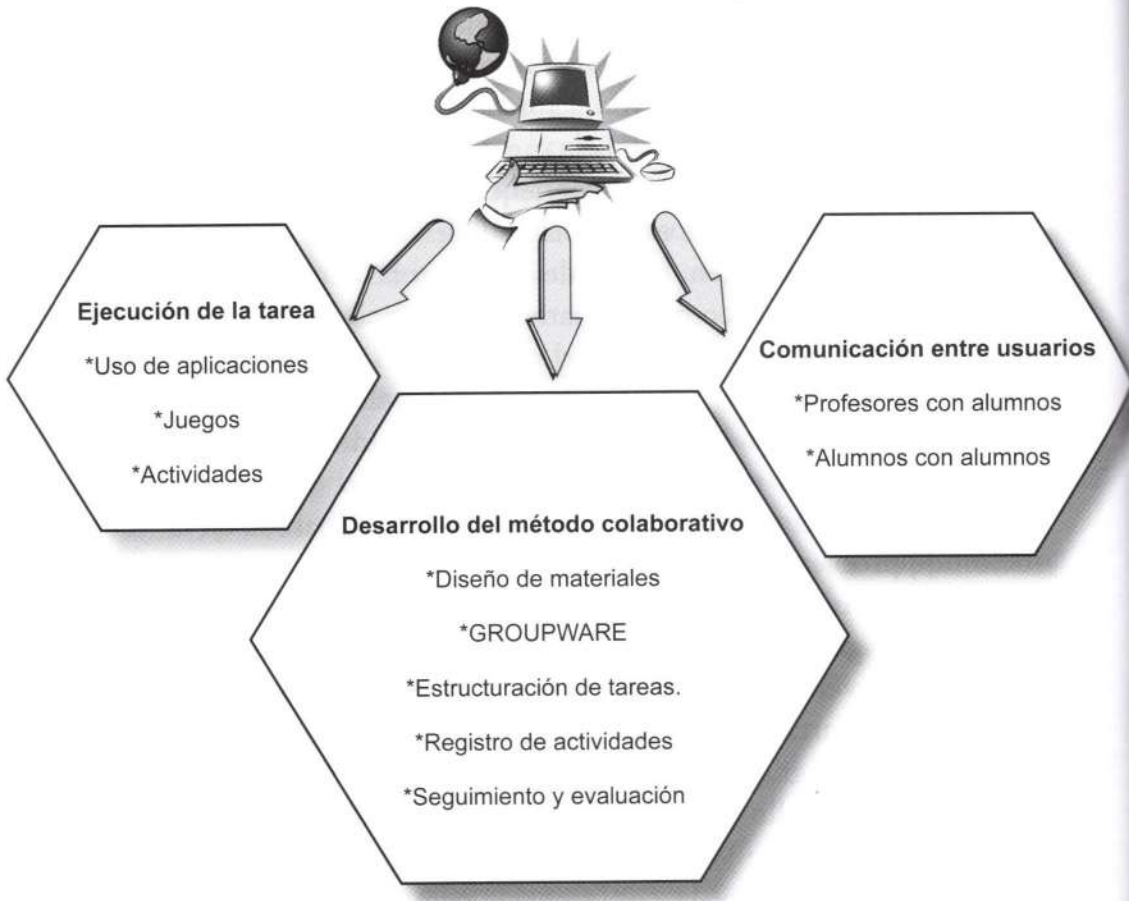 Ejecución de la tarea
*Uso de aplicaciones
*Juegos
*Actividades
Desarrollo del método colaborativo
*Diseño de materiales
*GROUPWARE
*Estructuración de tareas.
*Registro de actividades
*Seguimiento y evaluación
Comunicación entre usuarios
*Profesores con alumnos
*Alumnos con alumnos